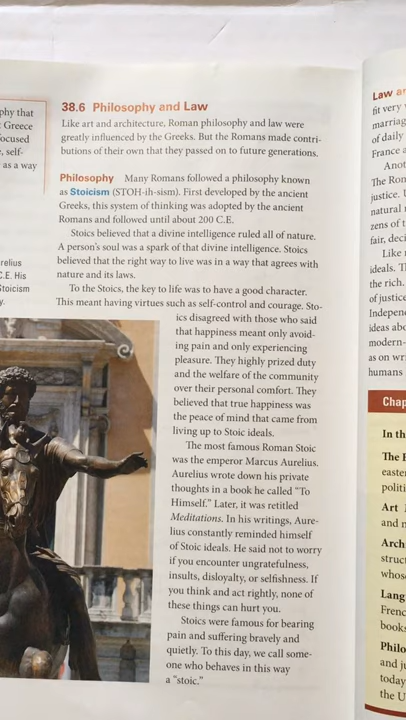 phy that
Greece
ocused
, self-
as a way
relius
C.E. His
Stoicism
y.
38.6 Philosophy and Law
Like art and architecture, Roman philosophy and law were
greatly influenced by the Greeks. But the Romans made contri-
butions of their own that they passed on to future generations.
Philosophy Many Romans followed a philosophy known
as Stoicism (STOH-ih-sism). First developed by the ancient
Greeks, this system of thinking was adopted by the ancient
Romans and followed until about 200 C.E.
Stoics believed that a divine intelligence ruled all of nature.
A person's soul was a spark of that divine intelligence. Stoics
believed that the right way to live was in a way that agrees with
nature and its laws.
To the Stoics, the key to life was to have a good character.
This meant having virtues such as self-control and courage. Sto-
ics disagreed with those who said
that happiness meant only avoid-
ing pain and only experiencing
pleasure. They highly prized duty
and the welfare of the community
over their personal comfort. They
believed that true happiness was
the peace of mind that came from
living up to Stoic ideals.
The most famous Roman Stoic
was the emperor Marcus Aurelius.
Aurelius wrote down his private
thoughts in a book he called "To
Himself." Later, it was retitled
Meditations. In his writings, Aure-
lius constantly reminded himself
of Stoic ideals. He said not to worry
if you encounter ungratefulness,
insults, disloyalty, or selfishness. If
you think and act rightly, none of
these things can hurt you.
Stoics were famous for bearing
pain and suffering bravely and
quietly. To this day, we call some-
one who behaves in this way
a "stoic."
Law an
fit very
marriag
of daily
France a
Anot
The Rom
justice. U
natural
zens of t
fair, deci
Like
ideals. Th
the rich.
of justice
Independ
ideas abo
modern-
as on wri
humans
Chap
In th
The E
easter
politi
Art
and m
Archi
struct
whos
Lang
Frenc
books
Philo
and ju
today
the U